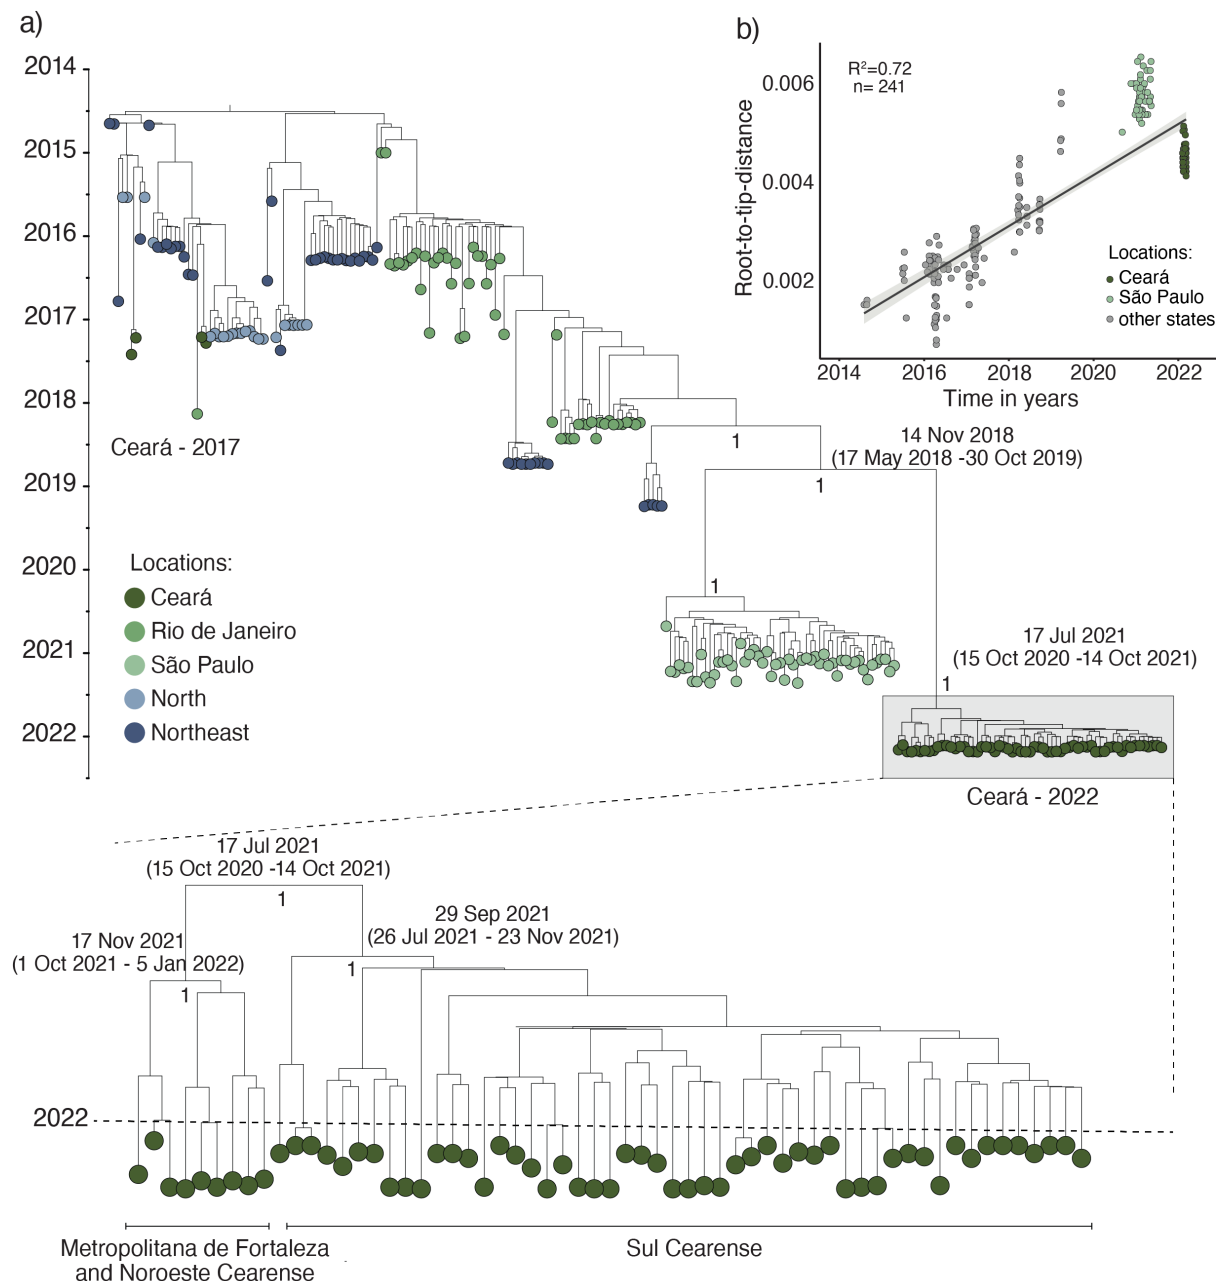 a)
2014
2015
2016
2017
2018
2019
2020
2021
2022
Ceará - 2017
Locations:
Ceará
Rio de Janeiro
São Paulo
North
Northeast
b)
R²=0.72
n= 241
Root-to-tip-distance
0.006
0.004
0.002
Locations:
Ceará
São Paulo
other states
2014 2016 2018 2020 2022
Time in years
1
14 Nov 2018
(17 May 2018 -30 Oct 2019)
1
1
17 Jul 2021
(15 Oct 2020 -14 Oct 2021)
1
Ceará - 2022
17 Jul 2021
(15 Oct 2020 -14 Oct 2021)
1
29 Sep 2021
(26 Jul 2021 - 23 Nov 2021)
1
17 Nov 2021
(1 Oct 2021 - 5 Jan 2022)
1
2022
Metropolitana de Fortaleza
and Noroeste Cearense
Sul Cearense